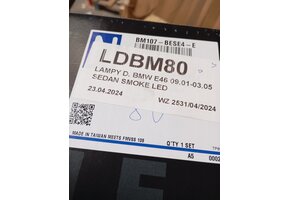 BM107-BESE4-E
LDBM80
LAMPY D. BMW E46 09.01-03.05
SEDAN SMOKE LED
23.04.2024 WZ 2531/04/2024
MADE IN TAIWAN MEETS FMVSS 108
Q'TY 1 SET
A5